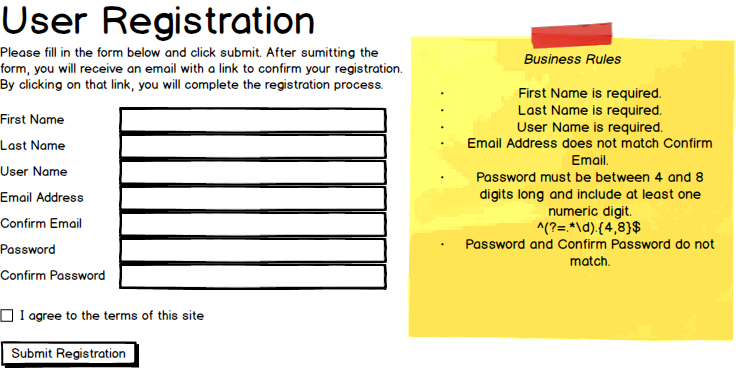 User Registration
Please fill in the form below and click submit. After sumitting the
form, you will receive an email with a link to confirm your registration.
By clicking on that link, you will complete the registration process.
First Name
Last Name
User Name
Email Address
Confirm Email
Password
Confirm Password
I agree to the terms of this site
Submit Registration
Business Rules
· First Name is required.
· Last Name is required.
· User Name is required.
· Email Address does not match Confirm
Email.
· Password must be between 4 and 8
digits long and include at least one
numeric digit.
^(?=.*\d).{4,8}$
· Password and Confirm Password do not
match.